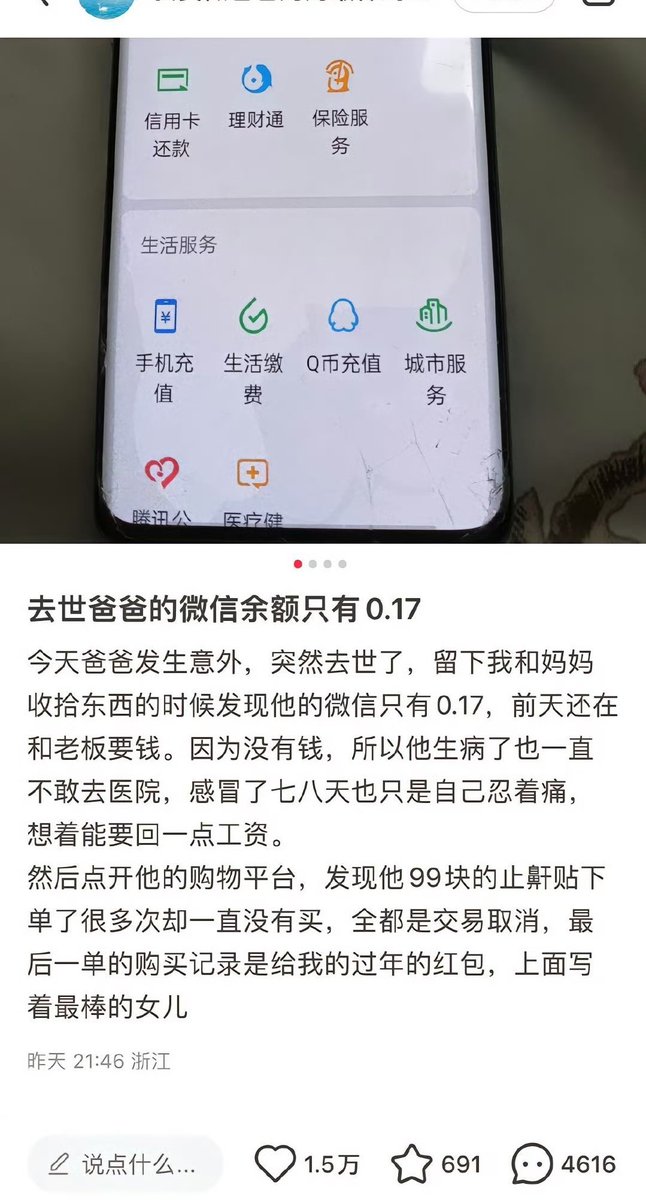 信用卡
还款
理财通
保险服
务
生活服务
手机充
值
生活缴
费
Q币充值
城市服
务
腾讯公
医疗健
去世爸爸的微信余额只有0.17
今天爸爸发生意外，突然去世了，留下我和妈妈
收拾东西的时候发现他的微信只有0.17，前天还在
和老板要钱。因为没有钱，所以他生病了也一直
不敢去医院，感冒了七八天也只是自己忍着痛，
想着能要回一点工资。
然后点开他的购物平台，发现他99块的止鼾贴下
单了很多次却一直没有买，全都是交易取消，最
后一单的购买记录是给我的过年的红包，上面写
着最棒的女儿
昨天 21:46 浙江
说点什么...
1.5万
691
4616